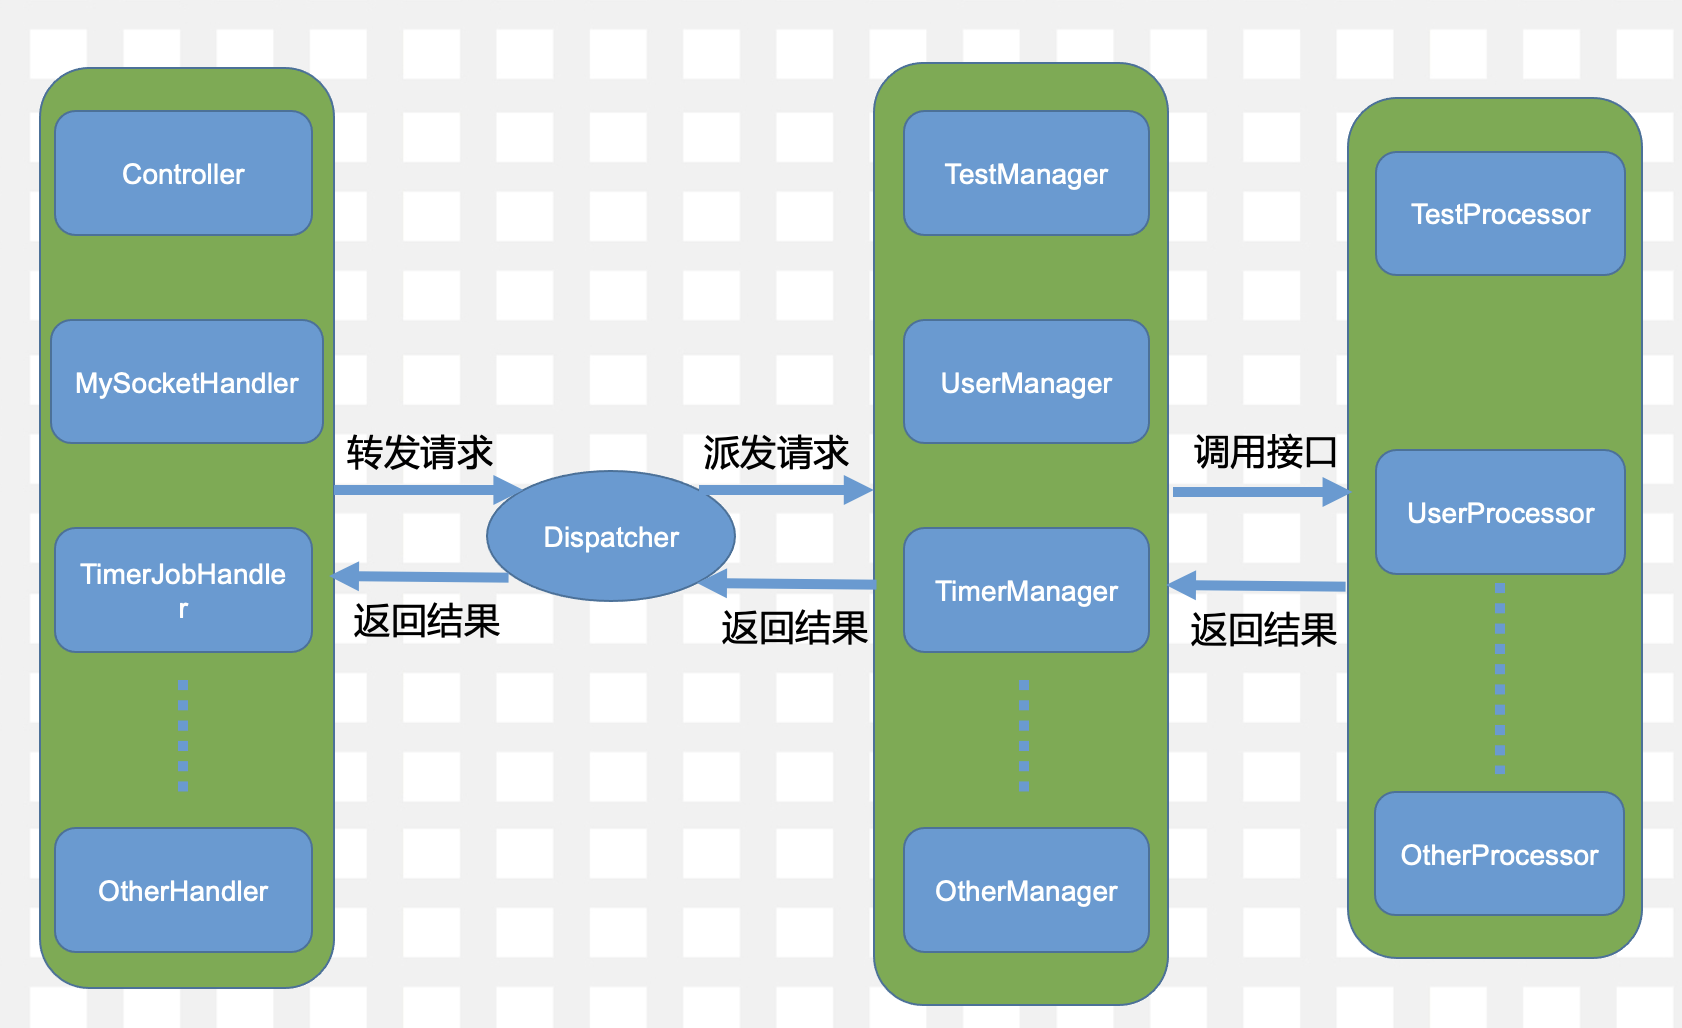 Controller
MySocketHandler
TimerJobHandle
r
OtherHandler
转发请求
返回结果
Dispatcher
派发请求
返回结果
TestManager
UserManager
TimerManager
OtherManager
调用接口
返回结果
TestProcessor
UserProcessor
OtherProcessor